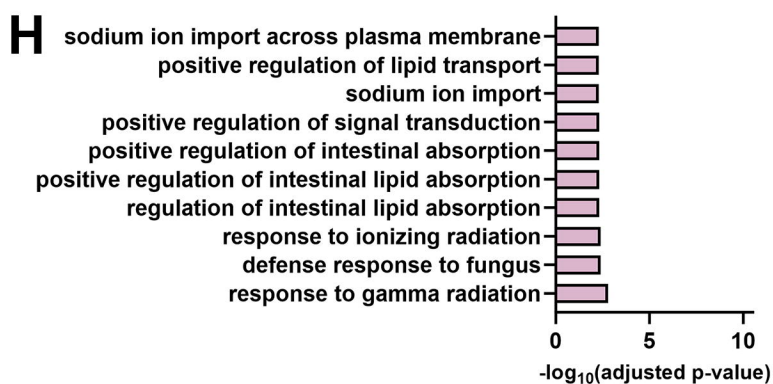 H
sodium ion import across plasma membrane
positive regulation of lipid transport
sodium ion import
positive regulation of signal transduction
positive regulation of intestinal absorption
positive regulation of intestinal lipid absorption
regulation of intestinal lipid absorption
response to ionizing radiation
defense response to fungus
response to gamma radiation
0 5 10
-log10(adjusted p-value)